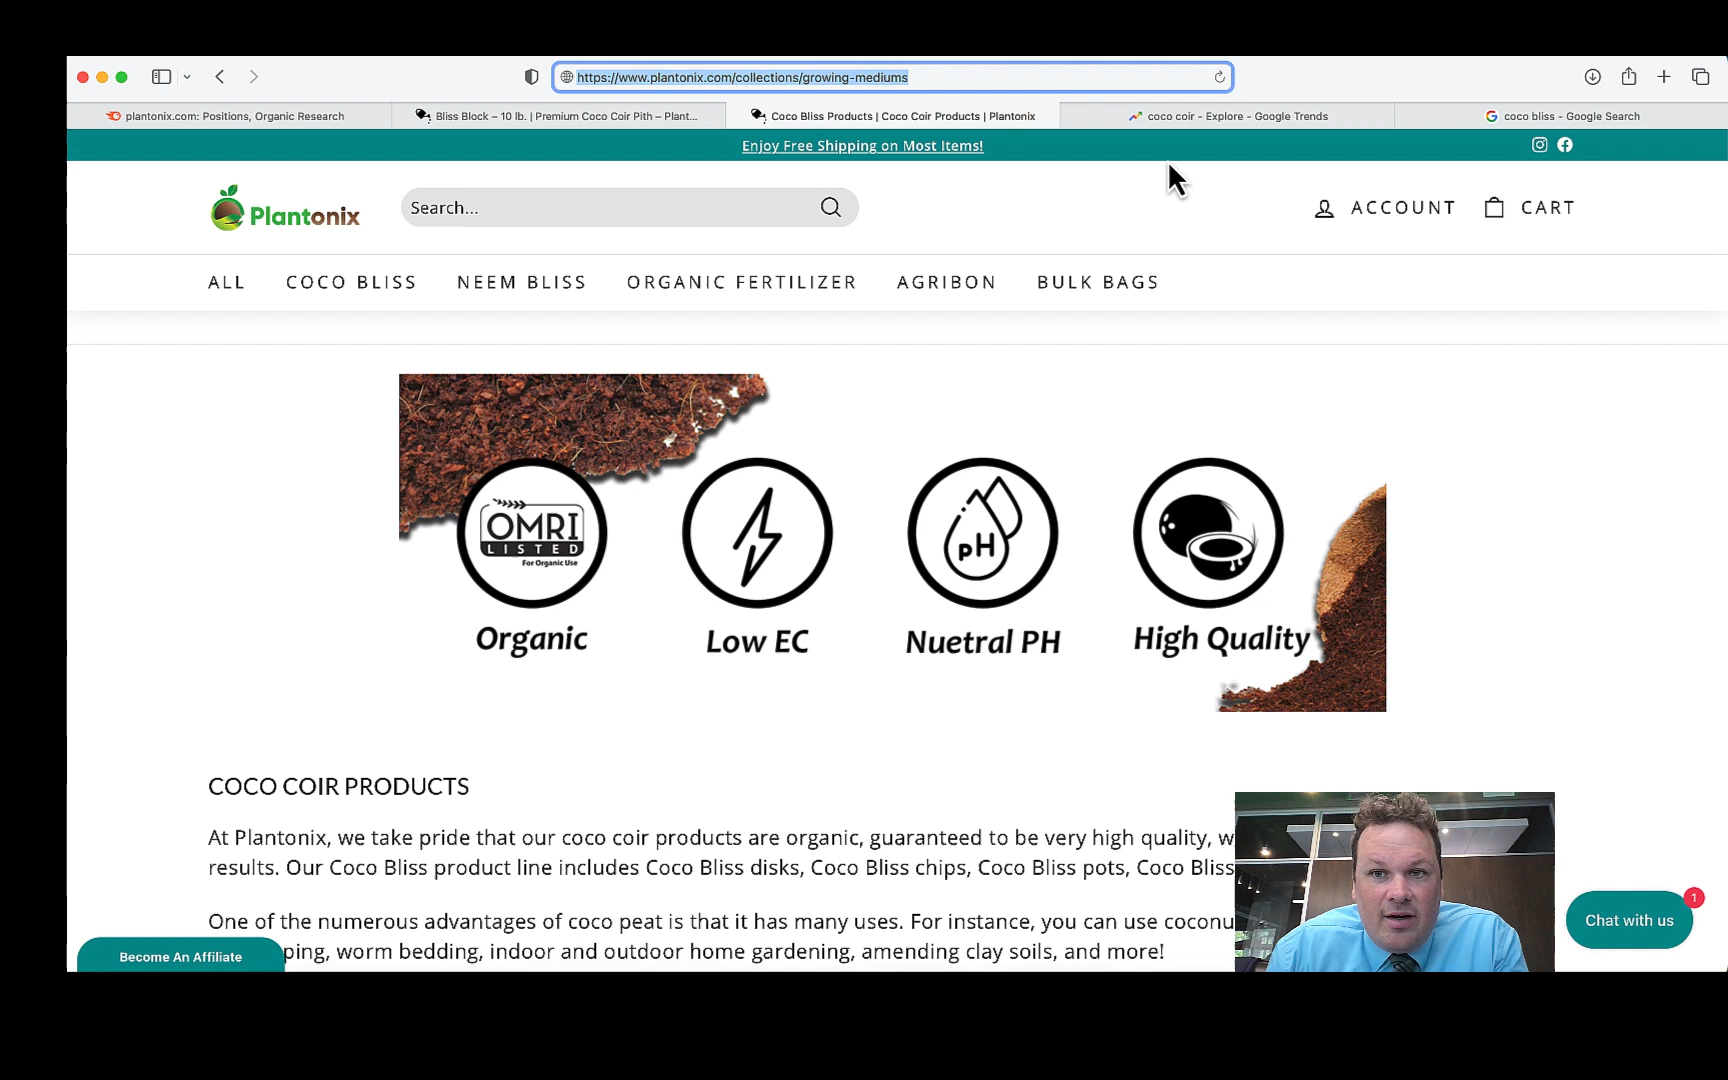 https://www.plantonix.com/collections/growing-mediums
plantonix.com: Positions, Organic Research
Bliss Block – 10 lb. | Premium Coco Coir Pith – Plant...
Coco Bliss Products | Coco Coir Products | Plantonix
coco coir - Explore - Google Trends
coco bliss - Google Search
Enjoy Free Shipping on Most Items!
Plantonix
Search...
ACCOUNT
CART
ALL
COCO BLISS
NEEM BLISS
ORGANIC FERTILIZER
AGRIBON
BULK BAGS
OMRI
LISTED
For Organic Use
pH
Organic
Low EC
Nuetral PH
High Quality
COCO COIR PRODUCTS
At Plantonix, we take pride that our coco coir products are organic, guaranteed to be very high quality, w
results. Our Coco Bliss product line includes Coco Bliss disks, Coco Bliss chips, Coco Bliss pots, Coco Bliss
One of the numerous advantages of coco peat is that it has many uses. For instance, you can use coconu
ping, worm bedding, indoor and outdoor home gardening, amending clay soils, and more!
Become An Affiliate
Chat with us
1